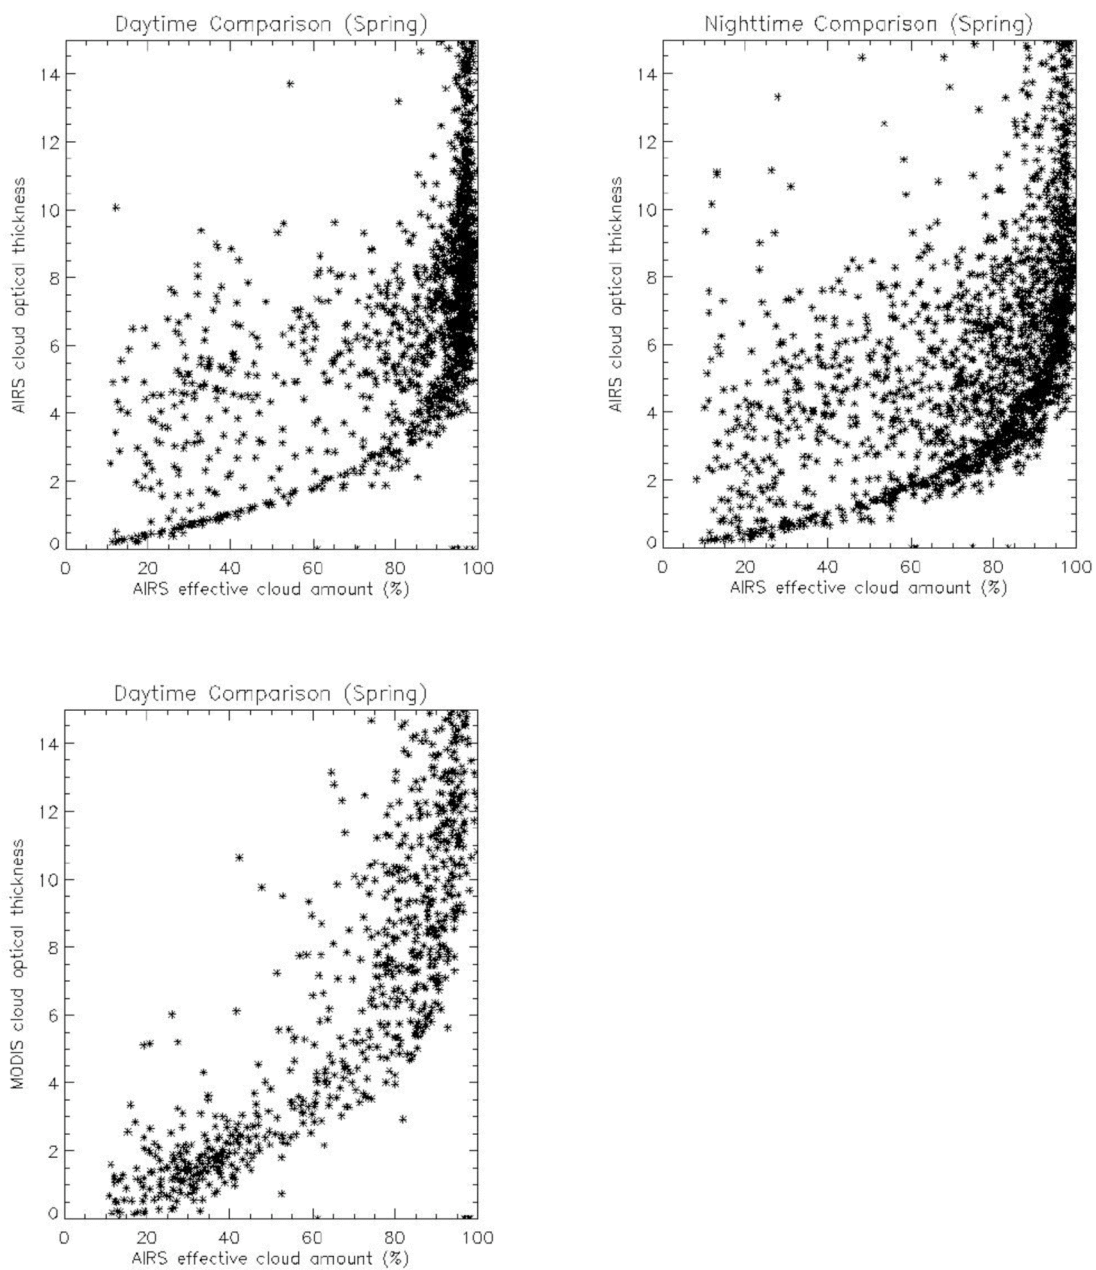 Daytime Comparison (Spring)
14
12
10
8
6
4
2
0
AIRS cloud optical thickness
0 20 40 60 80 100
AIRS effective cloud amount (%)
Nighttime Comparison (Spring)
14
12
10
8
6
4
2
0
AIRS cloud optical thickness
0 20 40 60 80 100
AIRS effective cloud amount (%)
Daytime Comparison (Spring)
14
12
10
8
6
4
2
0
MODIS cloud optical thickness
0 20 40 60 80 100
AIRS effective cloud amount (%)